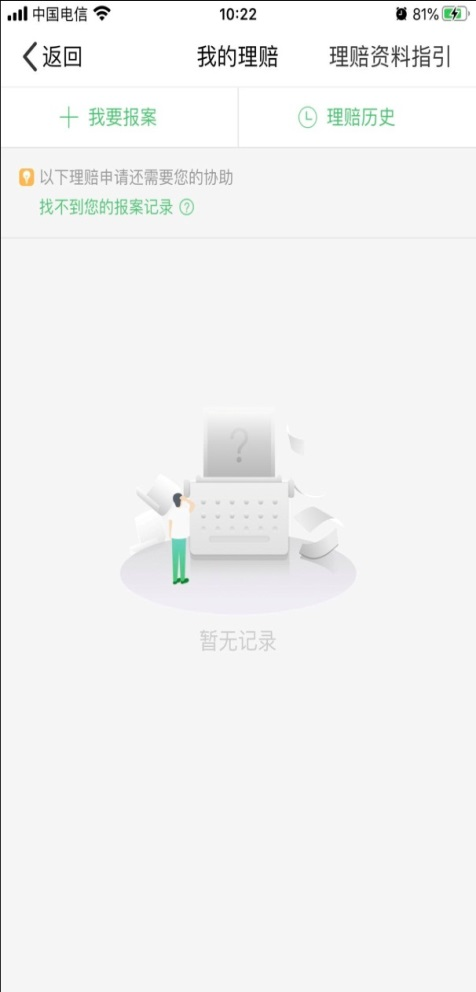 中国电信 10:22 81%
返回 我的理赔 理赔资料指引
我要报案 理赔历史
以下理赔申请还需要您的协助
找不到您的报案记录 ?
?
暂无记录